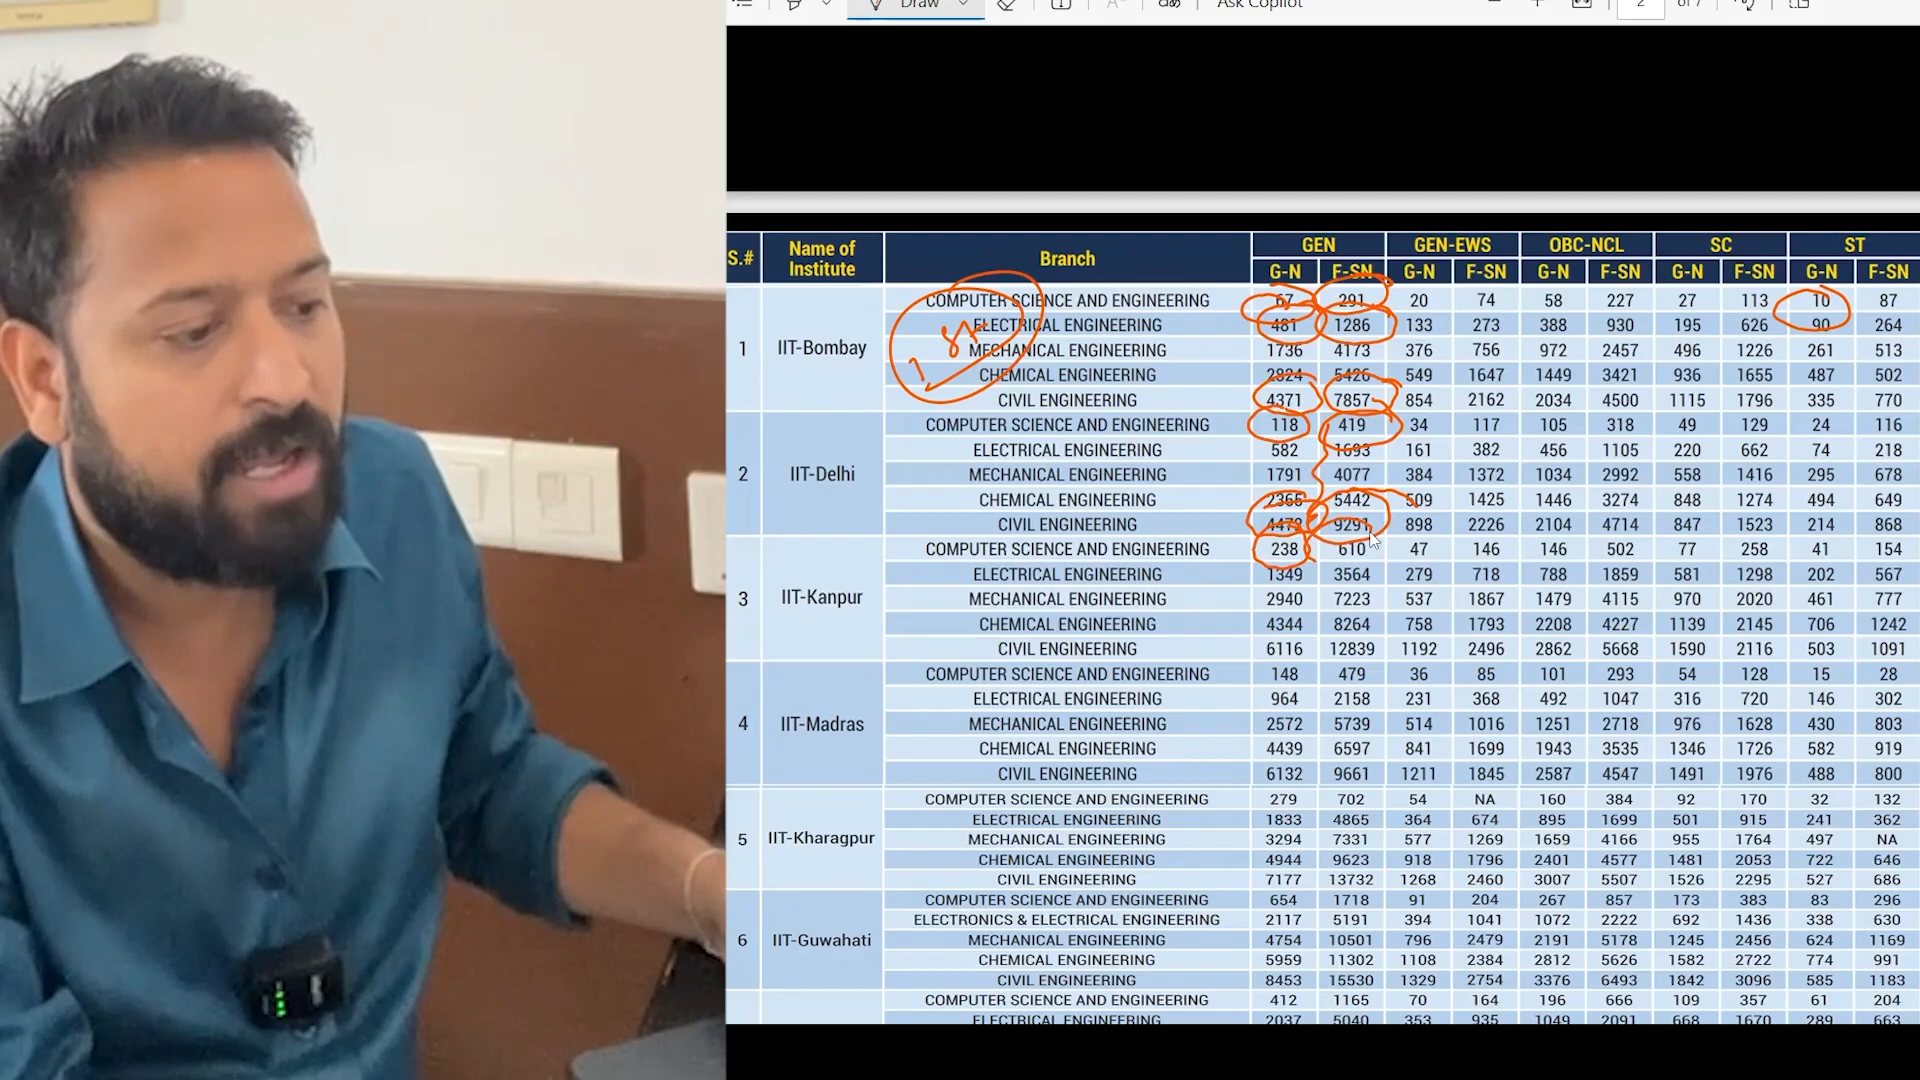 Draw
Ask Copilot
2
of 7
S.# Name of Institute Branch GEN GEN-EWS OBC-NCL SC ST
G-N F-SN G-N F-SN G-N F-SN G-N F-SN G-N F-SN
1 IIT-Bombay
COMPUTER SCIENCE AND ENGINEERING 67 291 20 74 58 227 27 113 10 87
ELECTRICAL ENGINEERING 481 1286 133 273 388 930 195 626 90 264
MECHANICAL ENGINEERING 1736 4173 376 756 972 2457 496 1226 261 513
CHEMICAL ENGINEERING 2824 5426 549 1647 1449 3421 936 1655 487 502
CIVIL ENGINEERING 4371 7857 854 2162 2034 4500 1115 1796 335 770
2 IIT-Delhi
COMPUTER SCIENCE AND ENGINEERING 118 419 34 117 105 318 49 129 24 116
ELECTRICAL ENGINEERING 582 1693 161 382 456 1105 220 662 74 218
MECHANICAL ENGINEERING 1791 4077 384 1372 1034 2992 558 1416 295 678
CHEMICAL ENGINEERING 2366 5442 509 1425 1446 3274 848 1274 494 649
CIVIL ENGINEERING 4472 9291 898 2226 2104 4714 847 1523 214 868
3 IIT-Kanpur
COMPUTER SCIENCE AND ENGINEERING 238 610 47 146 146 502 77 258 41 154
ELECTRICAL ENGINEERING 1349 3564 279 718 788 1859 581 1298 202 567
MECHANICAL ENGINEERING 2940 7223 537 1867 1479 4115 970 2020 461 777
CHEMICAL ENGINEERING 4344 8264 758 1793 2208 4227 1139 2145 706 1242
CIVIL ENGINEERING 6116 12839 1192 2496 2862 5668 1590 2116 503 1091
4 IIT-Madras
COMPUTER SCIENCE AND ENGINEERING 148 479 36 85 101 293 54 128 15 28
ELECTRICAL ENGINEERING 964 2158 231 368 492 1047 316 720 146 302
MECHANICAL ENGINEERING 2572 5739 514 1016 1251 2718 976 1628 430 803
CHEMICAL ENGINEERING 4439 6597 841 1699 1943 3535 1346 1726 582 919
CIVIL ENGINEERING 6132 9661 1211 1845 2587 4547 1491 1976 488 800
5 IIT-Kharagpur
COMPUTER SCIENCE AND ENGINEERING 279 702 54 NA 160 384 92 170 32 132
ELECTRICAL ENGINEERING 1833 4865 364 674 895 1699 501 915 241 362
MECHANICAL ENGINEERING 3294 7331 577 1269 1659 4166 955 1764 497 NA
CHEMICAL ENGINEERING 4944 9623 918 1796 2401 4577 1481 2053 722 646
CIVIL ENGINEERING 7177 13732 1268 2460 3007 5507 1526 2295 527 686
6 IIT-Guwahati
COMPUTER SCIENCE AND ENGINEERING 654 1718 91 204 267 857 173 383 83 296
ELECTRONICS & ELECTRICAL ENGINEERING 2117 5191 394 1041 1072 2222 692 1436 338 630
MECHANICAL ENGINEERING 4754 10501 796 2479 2191 5178 1245 2456 624 1169
CHEMICAL ENGINEERING 5959 11302 1108 2384 2812 5626 1582 2722 774 991
CIVIL ENGINEERING 8453 15530 1329 2754 3376 6493 1842 3096 585 1183
COMPUTER SCIENCE AND ENGINEERING 412 1165 70 164 196 666 109 357 61 204
ELECTRICAL ENGINEERING 2037 5040 353 935 1049 2091 668 1670 289 663